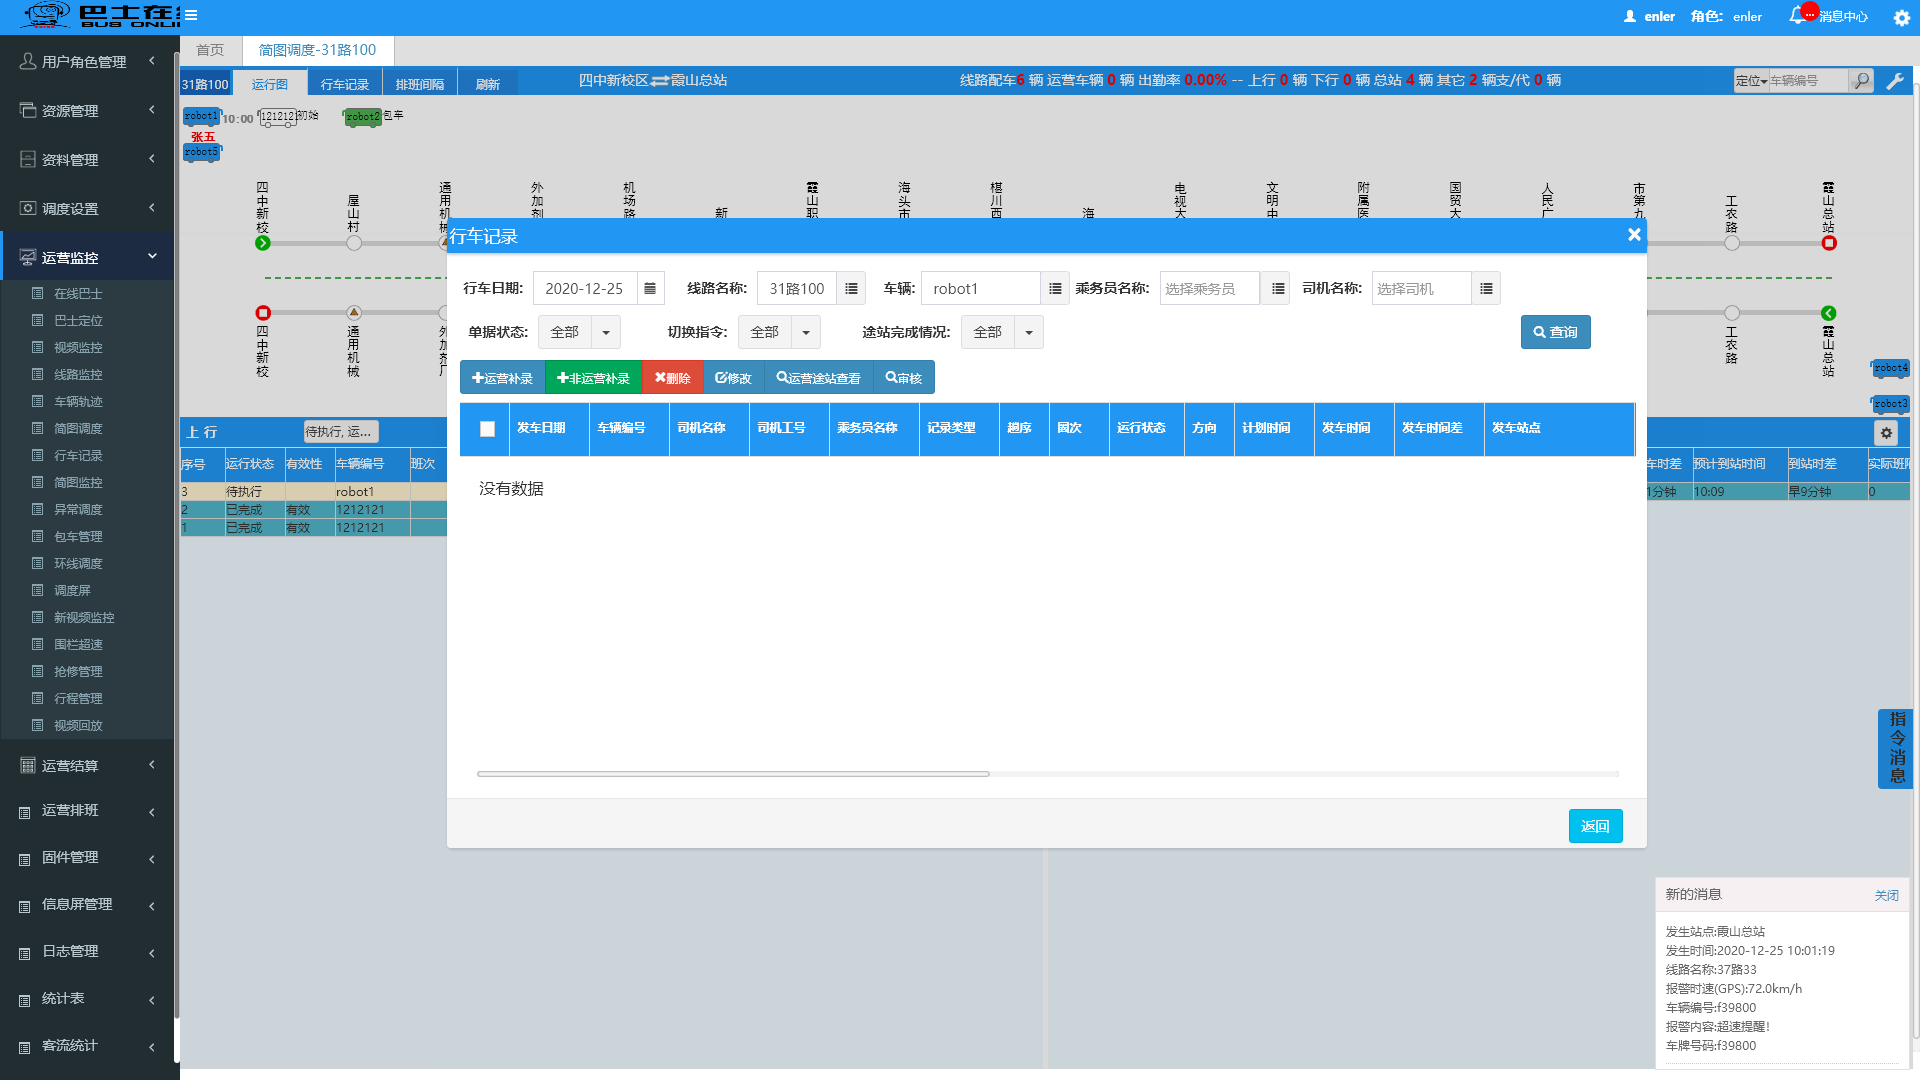 巴士在线
BUS ONLI
enler 角色: enler 消息中心
用户角色管理
资源管理
资料管理
调度设置
运营监控
在线巴士
巴士定位
视频监控
线路监控
车辆轨迹
简图调度
行车记录
简图监控
异常调度
包车管理
环线调度
调度屏
新视频监控
围栏超速
抢修管理
行程管理
视频回放
运营结算
运营排班
固件管理
信息屏管理
日志管理
统计表
客流统计
首页 简图调度-31路100
31路100 运行图 行车记录 排班间隔 刷新 四中新校区 霞山总站 线路配车6 辆 运营车辆 0 辆 出勤率 0.00% -- 上行 0 辆 下行 0 辆 总站 4 辆 其它 2 辆支/代 0 辆 定位 车辆编号
robot1 10:00 1212121 初始 robot2 包车
张五
robot5
四中新校 屋山村 通用机械 外加剂 机场路 新 霞山职 海头市 椹川西 海 电视大 文明中 附属医 国贸大 人民广 市第九 工农路 霞山总站
四中新校 通用机械 外加剂厂 工农路 霞山总站
robot4
robot3
上行 待执行, 运...
序号 运行状态 有效性 车辆编号 班次
3 待执行 robot1
2 已完成 有效 1212121
1 已完成 有效 1212121
车时差 预计到站时间 到站时差 实际班
1分钟 10:09 早9分钟 0
行车记录
行车日期: 2020-12-25 线路名称: 31路100 车辆: robot1 乘务员名称: 选择乘务员 司机名称: 选择司机
单据状态: 全部 切换指令: 全部 途站完成情况: 全部 查询
运营补录 非运营补录 删除 修改 运营途站查看 审核
发车日期 车辆编号 司机名称 司机工号 乘务员名称 记录类型 趟序 圈次 运行状态 方向 计划时间 发车时间 发车时间差 发车站点
没有数据
返回
指令消息
新的消息 关闭
发生站点:霞山总站
发生时间:2020-12-25 10:01:19
线路名称:37路33
报警时速(GPS):72.0km/h
车辆编号:f39800
报警内容:超速提醒!
车牌号码:f39800